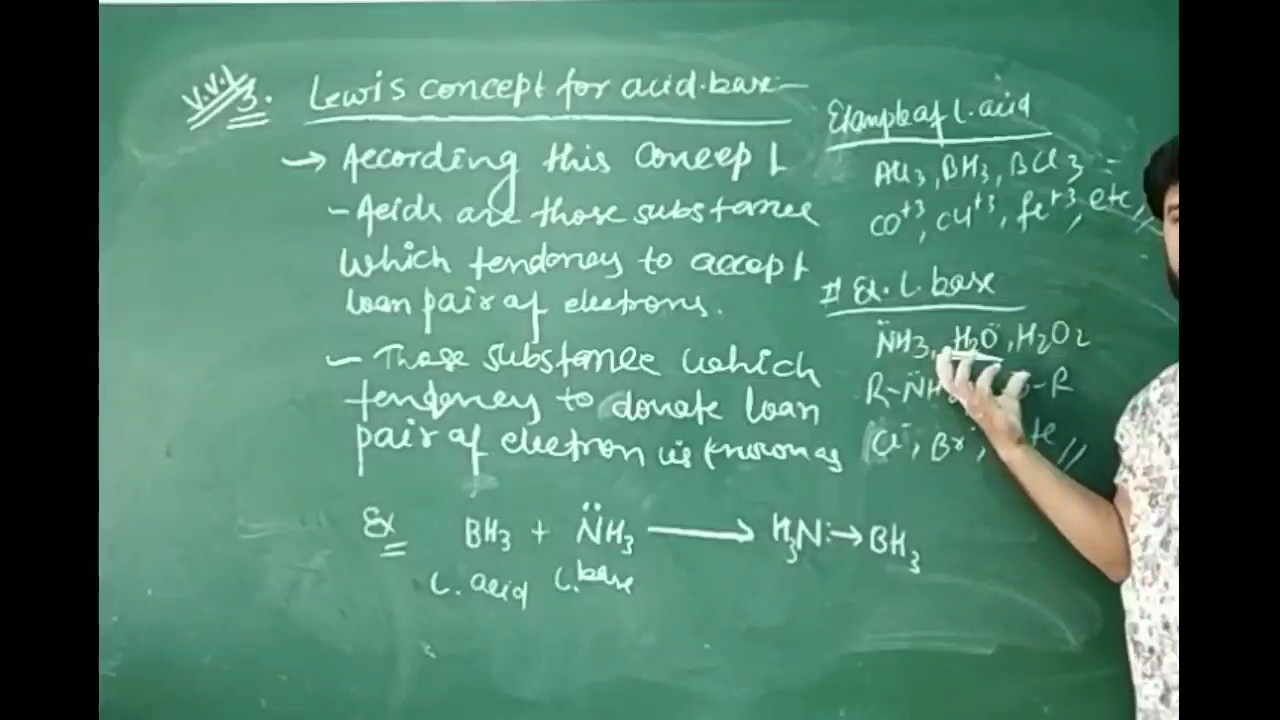 V.V.I 3. Lewis concept for acid-base-
→ According this Concept
- Acids are those substance
which tendency to accept
loan pair of electrons.
- Those substance which
tendency to donate loan
pair of electron is known as
Ex BH3 + N̈H3 ⟶ H3N:→BH3
L. acid L. base
Example of L. acid
AlCl3, BH3, BCl3
CO+3, Cu+3, fe+3, etc,,
# Ex. L. base
N̈H3, H2Ö, H2O2
R-N̈H -R
Cl-, Br-,